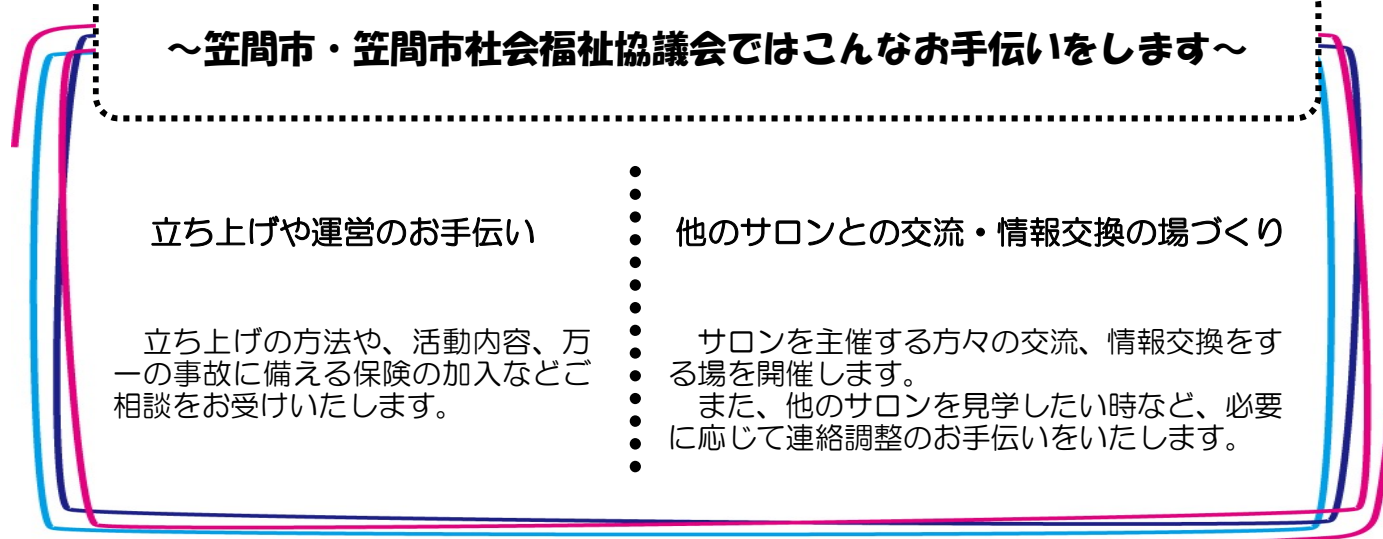 ～笠間市・笠間市社会福祉協議会ではこんなお手伝いをします～
立ち上げや運営のお手伝い
立ち上げの方法や、活動内容、万
一の事故に備える保険の加入などご
相談をお受けいたします。
他のサロンとの交流・情報交換の場づくり
サロンを主催する方々の交流、情報交換をす
る場を開催します。
また、他のサロンを見学したい時など、必要
に応じて連絡調整のお手伝いをいたします。